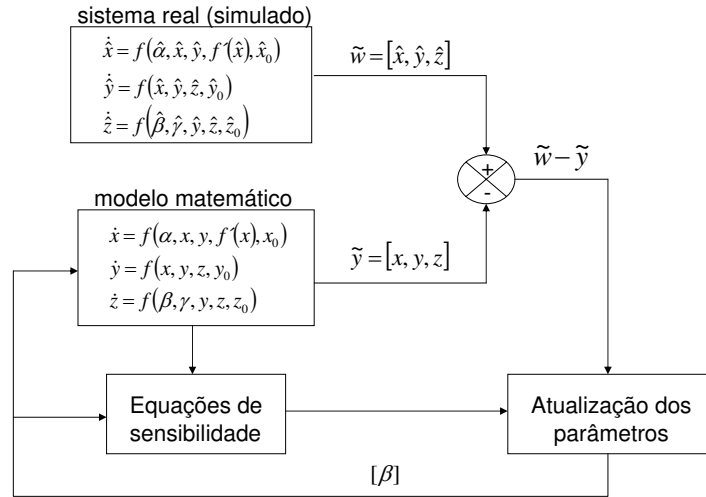 sistema real (simulado)
ẋ̂ = f(α̂, x̂, ŷ, f´(x̂), x̂₀)
ẏ̂ = f(x̂, ŷ, ẑ, ŷ₀)
ż̂ = f(β̂, γ̂, ŷ, ẑ, ẑ₀)
w̃ = [x̂, ŷ, ẑ]
+
-
w̃ − ỹ
modelo matemático
ẋ = f(α, x, y, f´(x), x₀)
ẏ = f(x, y, z, y₀)
ż = f(β, γ, y, z, z₀)
ỹ = [x, y, z]
Equações de
sensibilidade
Atualização dos
parâmetros
[β]